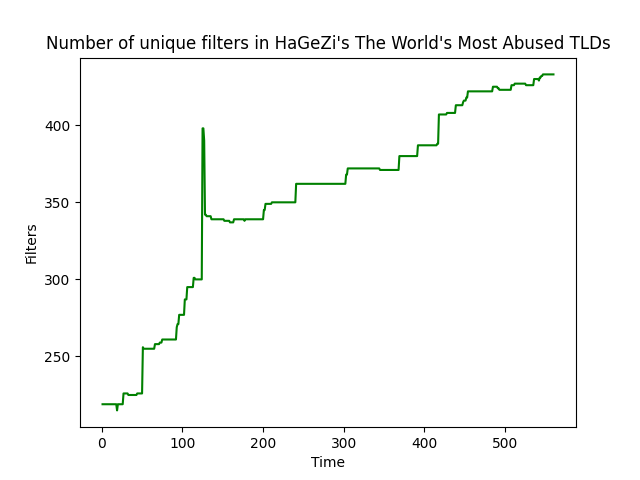 Number of unique filters in HaGeZi's The World's Most Abused TLDs
400
350
300
250
Filters
0 100 200 300 400 500
Time